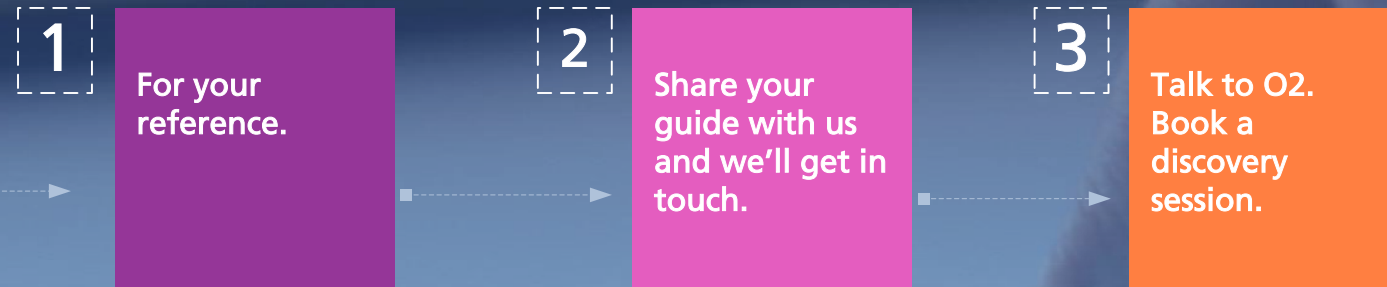 1
For your
reference.
2
Share your
guide with us
and we’ll get in
touch.
3
Talk to O2.
Book a
discovery
session.